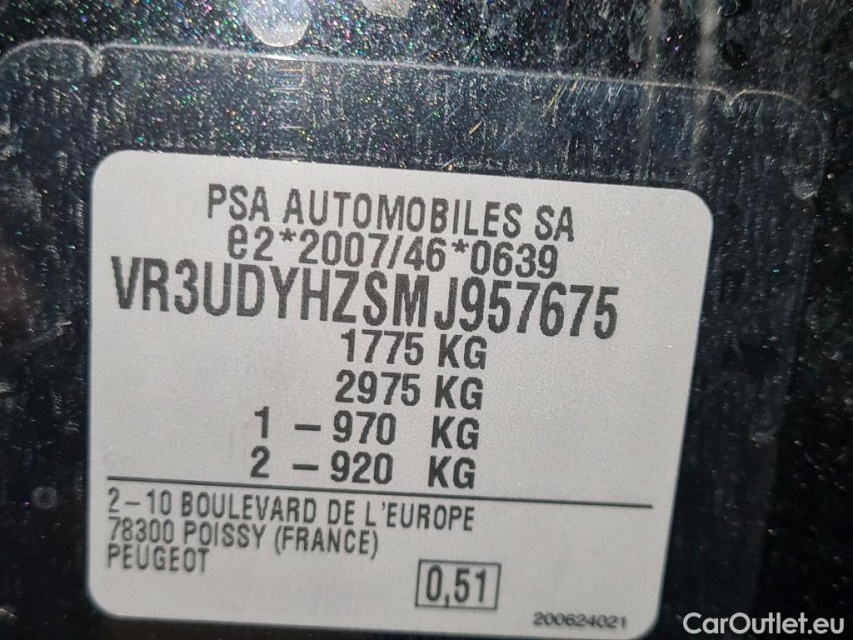 PSA AUTOMOBILES SA
e2*2007/46*0639
VR3UDYHZSMJ957675
1775 KG
2975 KG
1 - 970 KG
2 - 920 KG
2-10 BOULEVARD DE L'EUROPE
78300 POISSY (FRANCE)
PEUGEOT
0,51
200624021
CarOutlet.eu